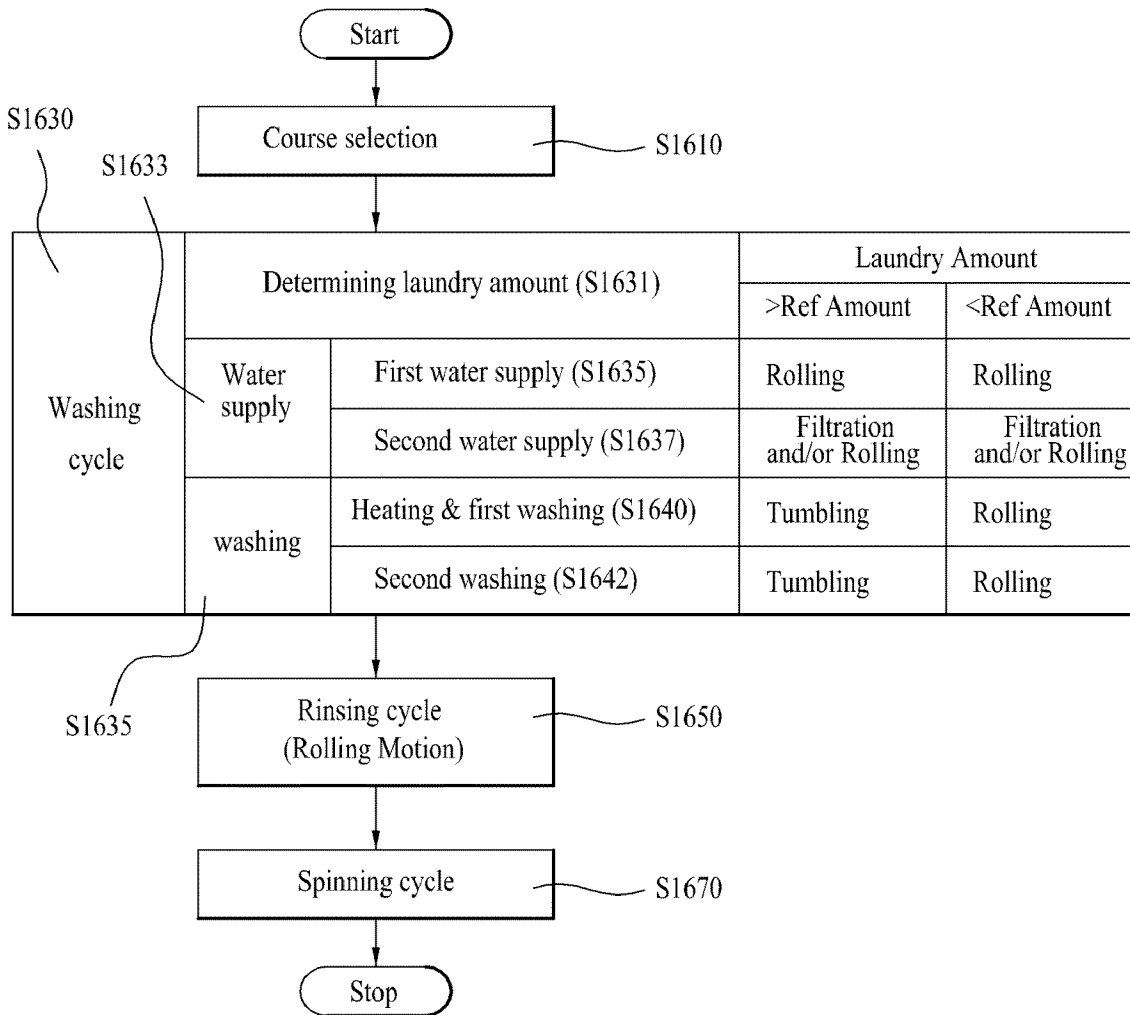 Start
S1630
Course selection
S1610
S1633
Washing
cycle
Determining laundry amount (S1631)
Laundry Amount
>Ref Amount
<Ref Amount
Water
supply
First water supply (S1635)
Rolling
Rolling
Second water supply (S1637)
Filtration
and/or Rolling
Filtration
and/or Rolling
washing
Heating & first washing (S1640)
Tumbling
Rolling
Second washing (S1642)
Tumbling
Rolling
S1635
Rinsing cycle
(Rolling Motion)
S1650
Spinning cycle
S1670
Stop